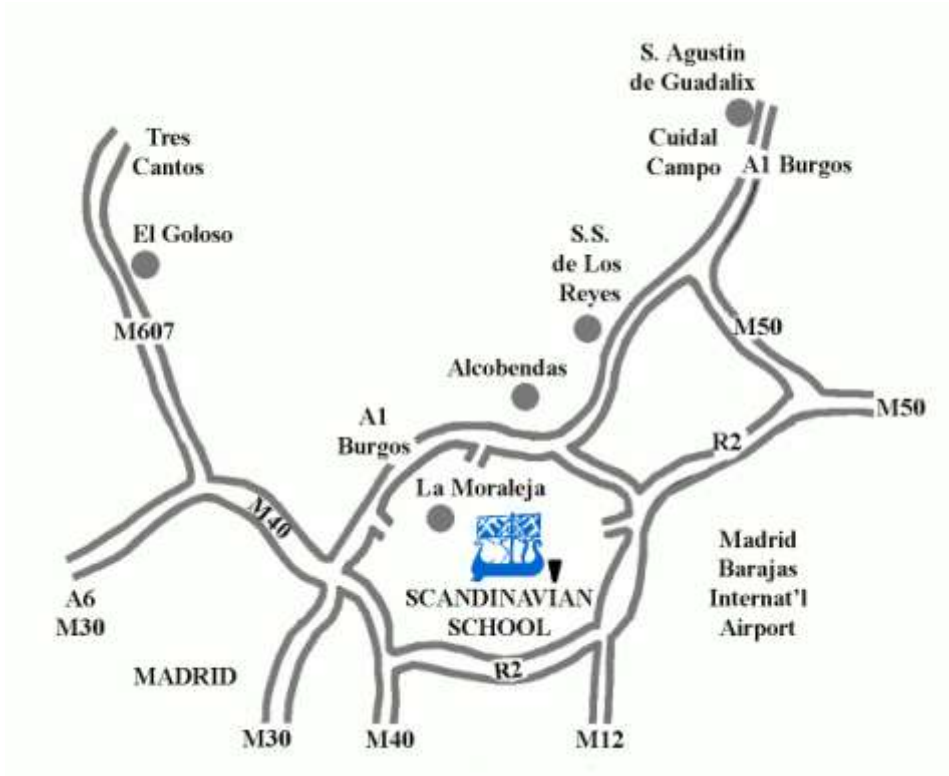 S. Agustin
de Guadalix
Tres
Cantos
Cuidal
Campo
A1 Burgos
El Goloso
S.S.
de Los
Reyes
M607
M50
Alcobendas
M50
A1
Burgos
R2
La Moraleja
M40
Madrid
Barajas
Internat'l
Airport
SCANDINAVIAN
SCHOOL
A6
M30
MADRID
R2
M30
M40
M12